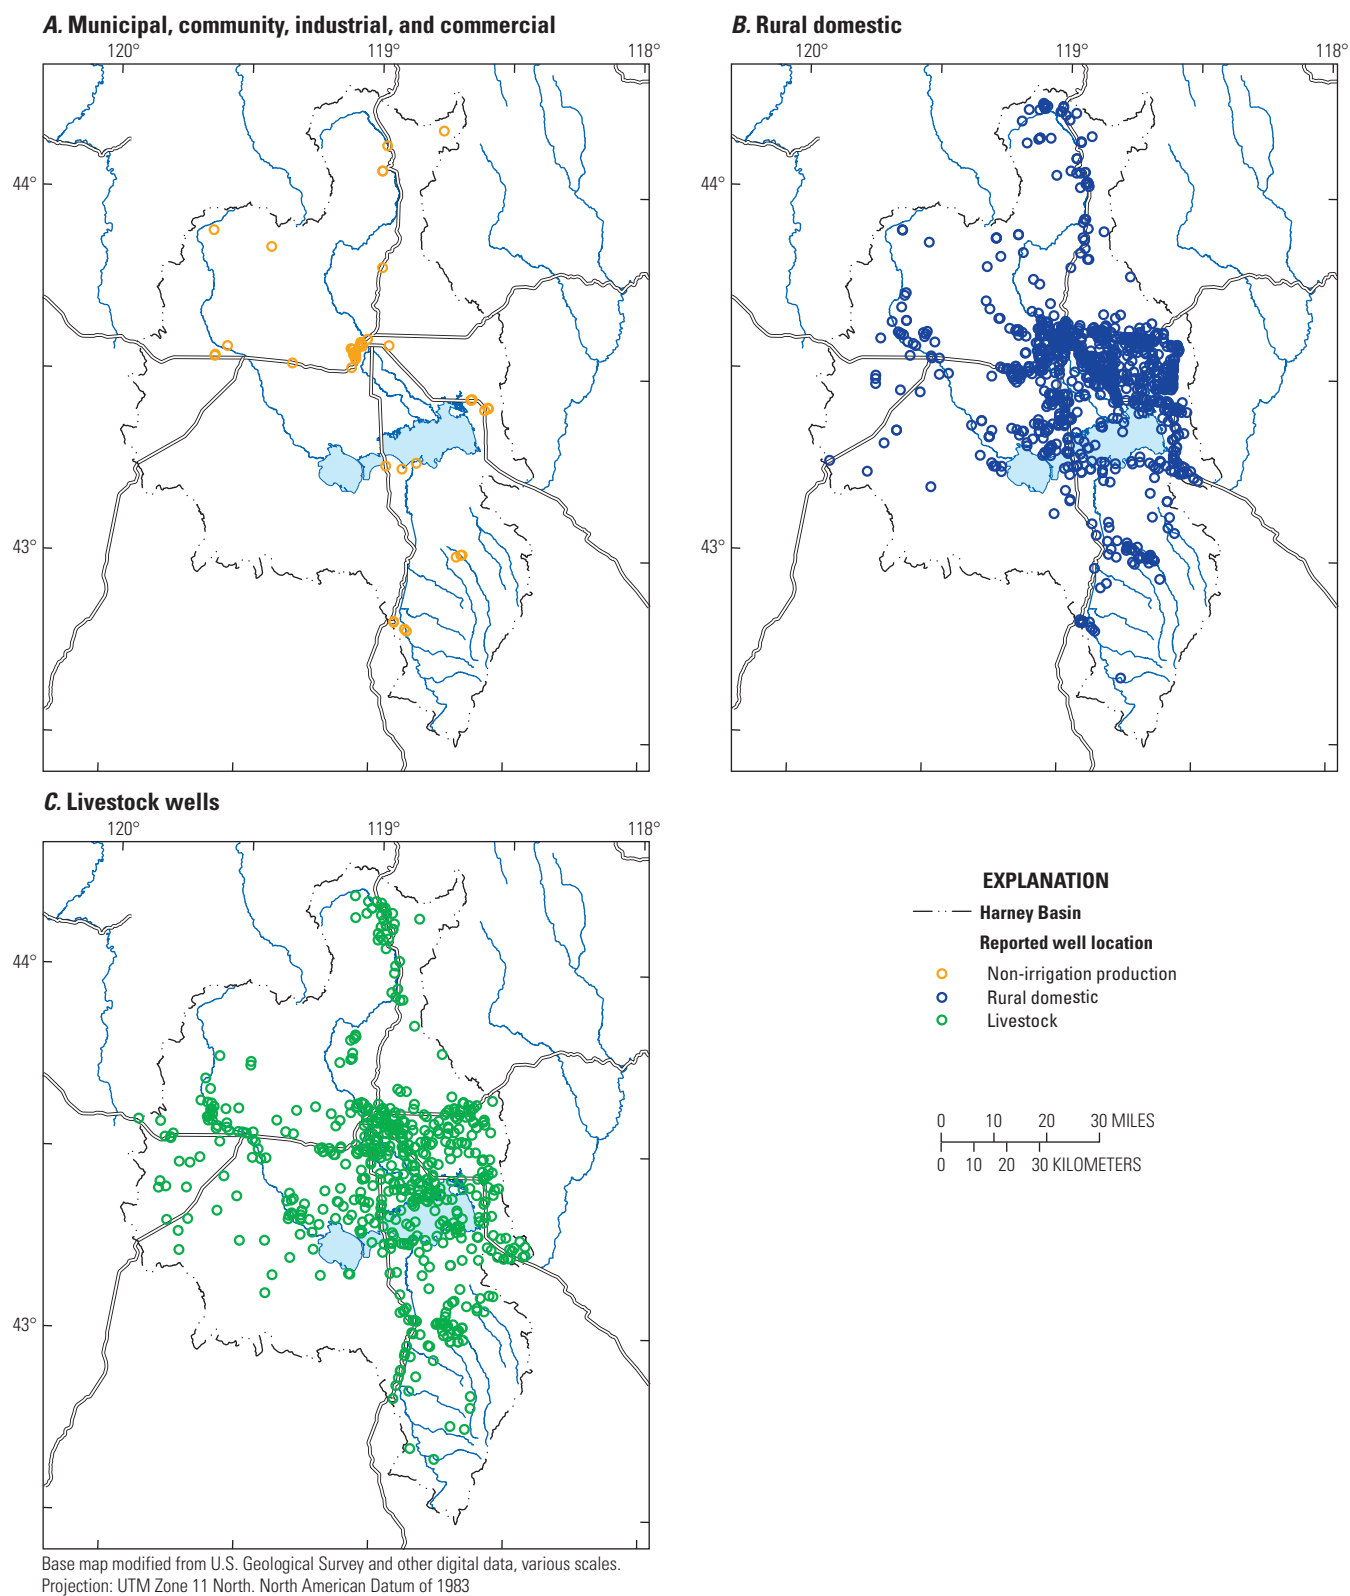 A. Municipal, community, industrial, and commercial
120° 119° 118°
44°
43°
B. Rural domestic
120° 119° 118°
44°
43°
C. Livestock wells
120° 119° 118°
44°
43°
EXPLANATION
Harney Basin
Reported well location
Non-irrigation production
Rural domestic
Livestock
0 10 20 30 MILES
0 10 20 30 KILOMETERS
Base map modified from U.S. Geological Survey and other digital data, various scales.
Projection: UTM Zone 11 North. North American Datum of 1983